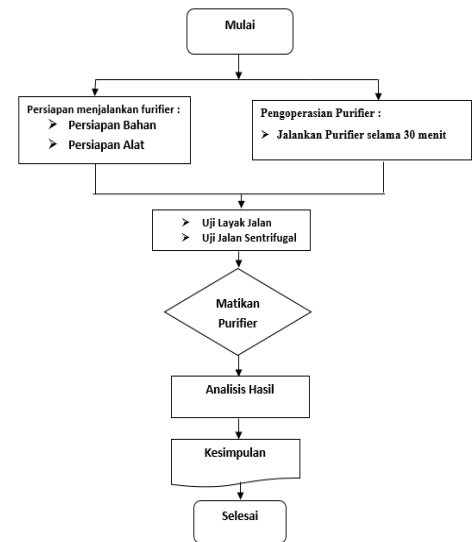 Mulai
Persiapan menjalankan furifier :
➢ Persiapan Bahan
➢ Persiapan Alat
Pengoperasian Purifier :
➢ Jalankan Purifier selama 30 menit
➢ Uji Layak Jalan
➢ Uji Jalan Sentrifugal
Matikan
Purifier
Analisis Hasil
Kesimpulan
Selesai